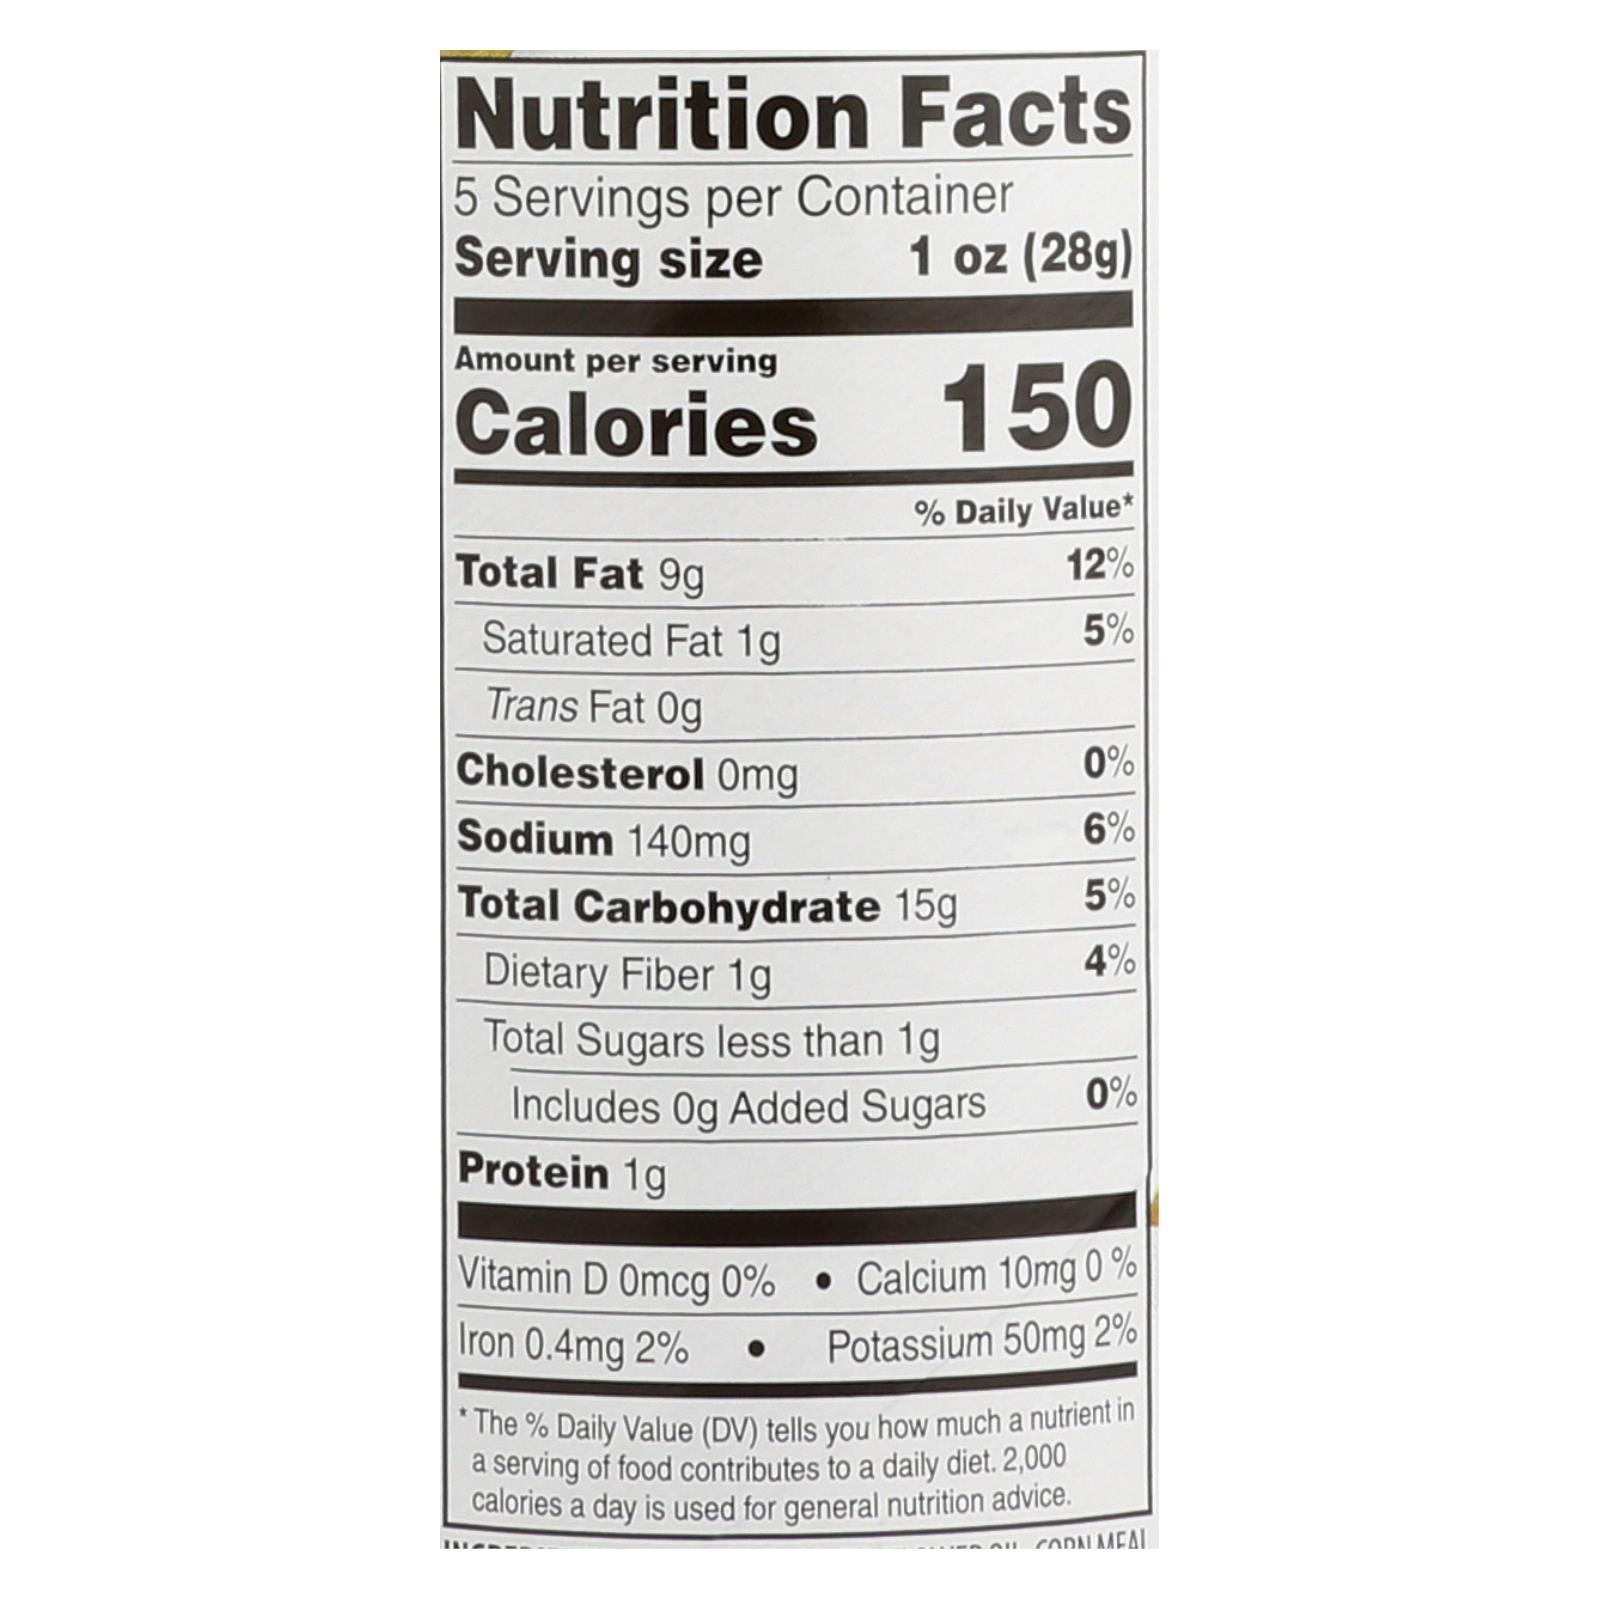 Nutrition Facts
5 Servings per Container
Serving size 1 oz (28g)
Amount per serving
Calories 150
% Daily Value*
Total Fat 9g 12%
Saturated Fat 1g 5%
Trans Fat 0g
Cholesterol 0mg 0%
Sodium 140mg 6%
Total Carbohydrate 15g 5%
Dietary Fiber 1g 4%
Total Sugars less than 1g
Includes 0g Added Sugars 0%
Protein 1g
Vitamin D 0mcg 0% • Calcium 10mg 0 %
Iron 0.4mg 2% • Potassium 50mg 2%
* The % Daily Value (DV) tells you how much a nutrient in
a serving of food contributes to a daily diet. 2,000
calories a day is used for general nutrition advice.
OIL, CORN MEAL